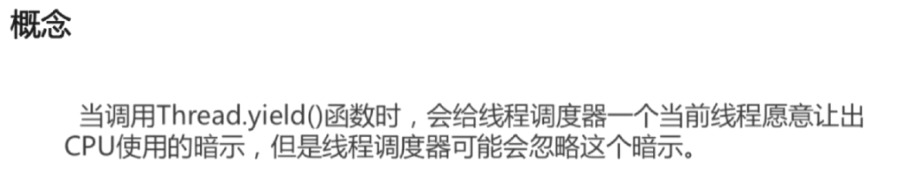 概念
当调用Thread.yield()函数时，会给线程调度器一个当前线程愿意让出
CPU使用的暗示，但是线程调度器可能会忽略这个暗示。